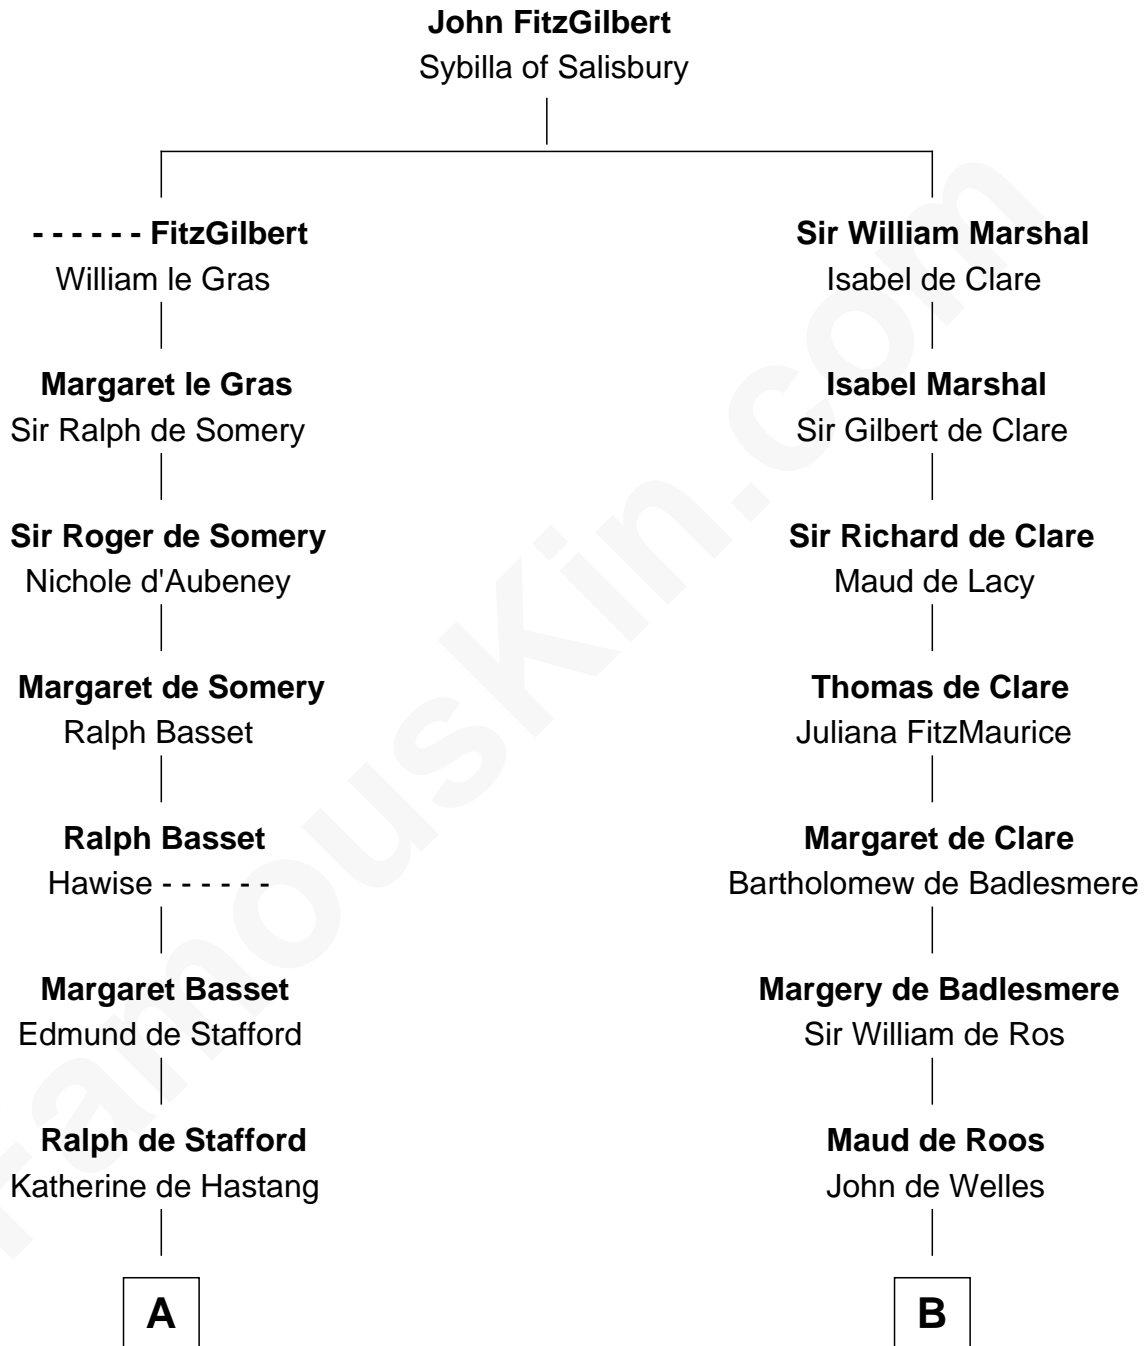 John FitzGilbert
Sybilla of Salisbury
- - - - - - FitzGilbert
William le Gras
Sir William Marshal
Isabel de Clare
Margaret le Gras
Sir Ralph de Somery
Isabel Marshal
Sir Gilbert de Clare
Sir Roger de Somery
Nichole d'Aubeney
Sir Richard de Clare
Maud de Lacy
Margaret de Somery
Ralph Basset
Thomas de Clare
Juliana FitzMaurice
Ralph Basset
Hawise - - - - - -
Margaret de Clare
Bartholomew de Badlesmere
Margaret Basset
Edmund de Stafford
Margery de Badlesmere
Sir William de Ros
Ralph de Stafford
Katherine de Hastang
Maud de Roos
John de Welles
A
B
FamousKin.com